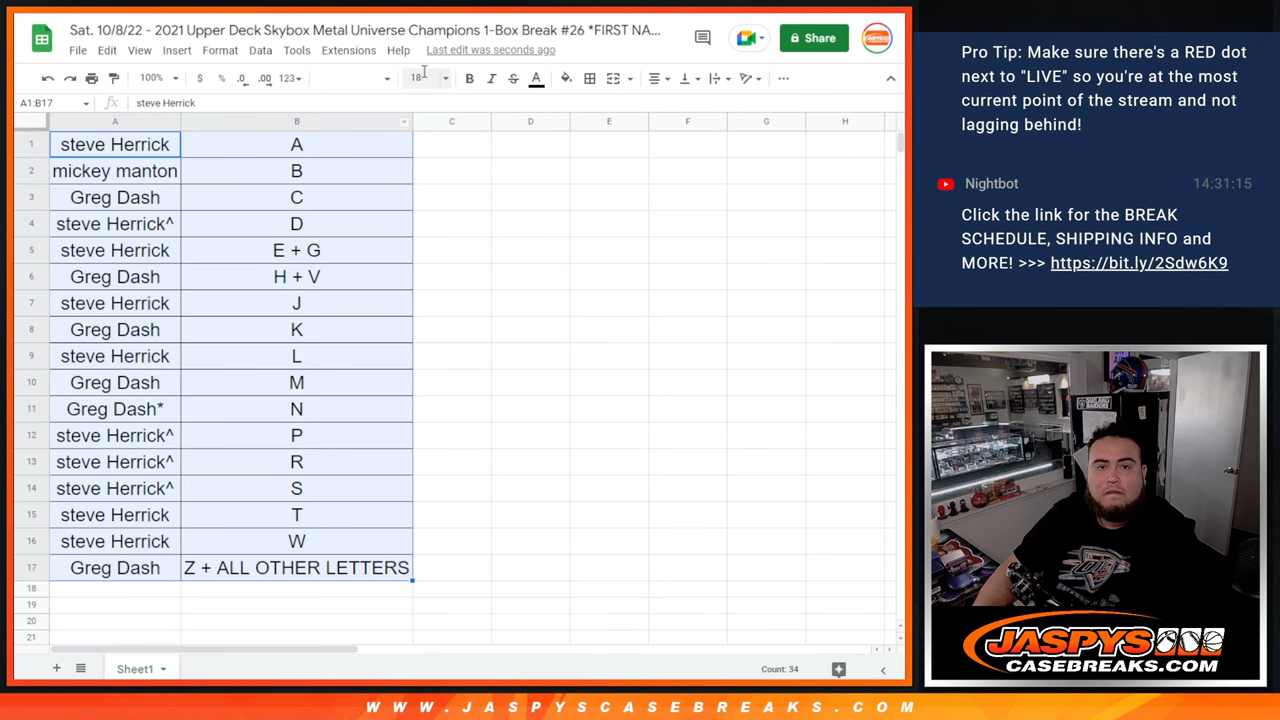 Sat. 10/8/22 - 2021 Upper Deck Skybox Metal Universe Champions 1-Box Break #26 *FIRST NA...
File Edit View Insert Format Data Tools Extensions Help Last edit was seconds ago
Share
100% $ % .0 .00 123 18 B I S A
A1:B17 fx steve Herrick
A B C D E F G H
1 steve Herrick A
2 mickey manton B
3 Greg Dash C
4 steve Herrick^ D
5 steve Herrick E + G
6 Greg Dash H + V
7 steve Herrick J
8 Greg Dash K
9 steve Herrick L
10 Greg Dash M
11 Greg Dash* N
12 steve Herrick^ P
13 steve Herrick^ R
14 steve Herrick^ S
15 steve Herrick T
16 steve Herrick W
17 Greg Dash Z + ALL OTHER LETTERS
18
19
20
21
Sheet1 Count: 34
Pro Tip: Make sure there's a RED dot
next to "LIVE" so you're at the most
current point of the stream and not
lagging behind!
Nightbot 14:31:15
Click the link for the BREAK
SCHEDULE, SHIPPING INFO and
MORE! >>> https://bit.ly/2Sdw6K9
JASPYS
CASEBREAKS.COM
WWW.JASPYSCASEBREAKS.COM